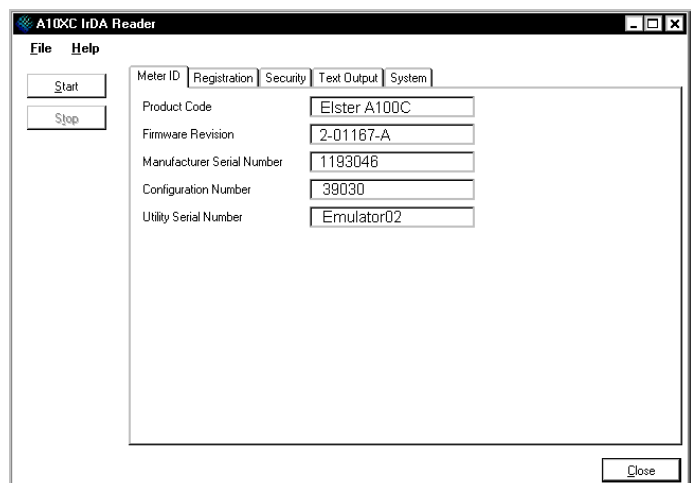 A10XC IrDA Reader
File Help
Start
Stop
Meter ID Registration Security Text Output System
Product Code Elster A100C
Firmware Revision 2-01167-A
Manufacturer Serial Number 1193046
Configuration Number 39030
Utility Serial Number Emulator02
Close